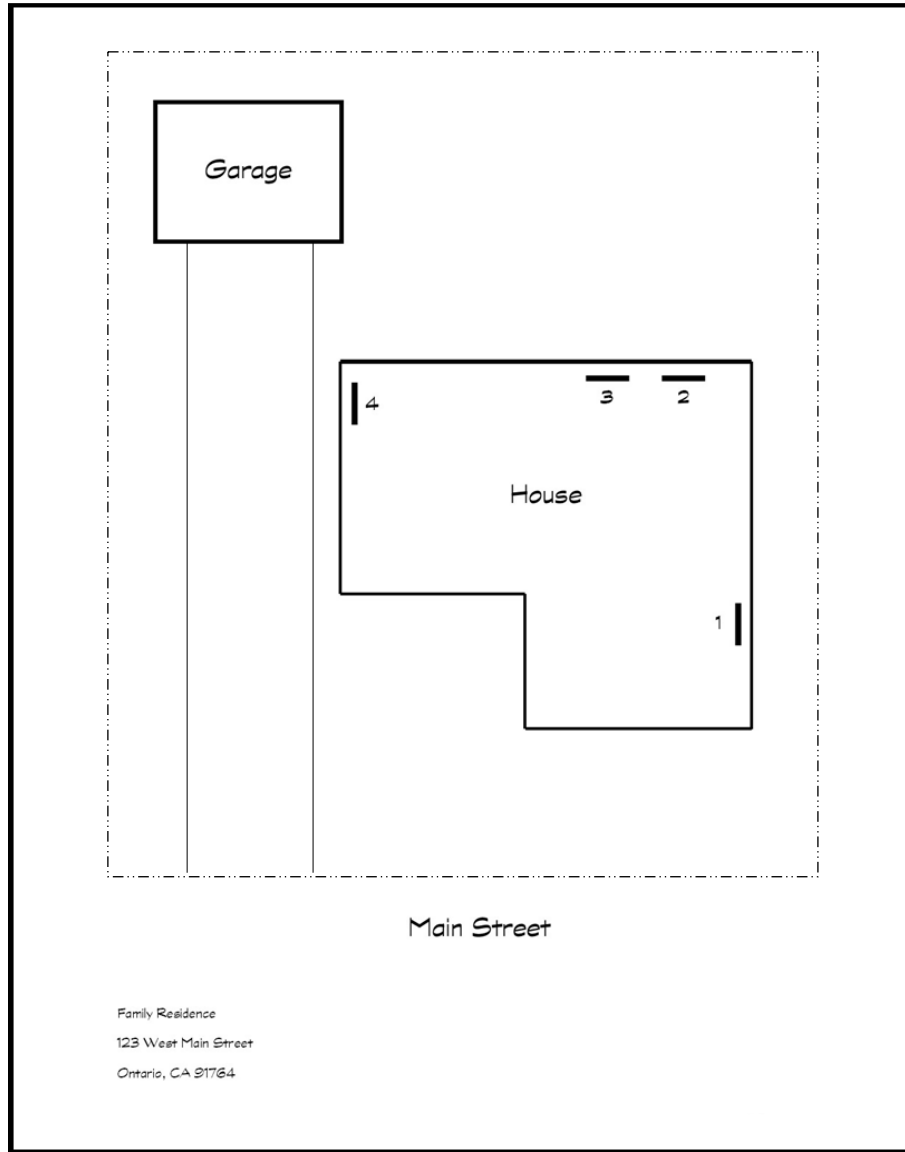 Garage
4
3
2
House
1
Main Street
Family Residence
123 West Main Street
Ontario, CA 91764